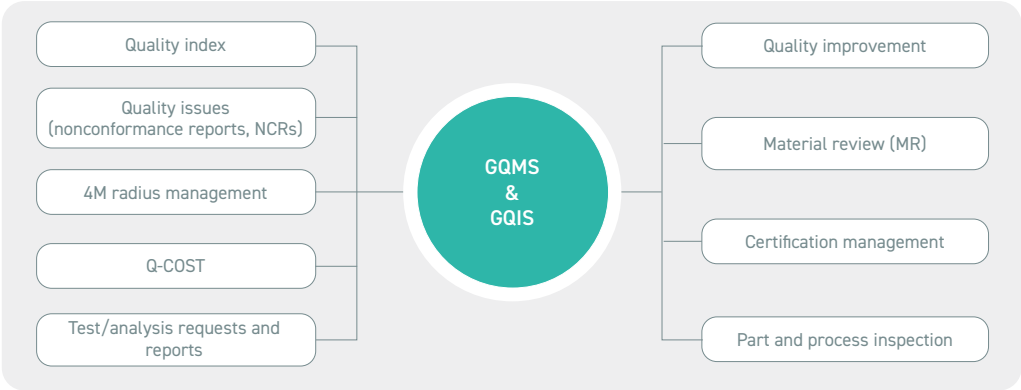 Quality index
Quality issues
(nonconformance reports, NCRs)
4M radius management
Q-COST
Test/analysis requests and
reports
GQMS
&
GQIS
Quality improvement
Material review (MR)
Certification management
Part and process inspection